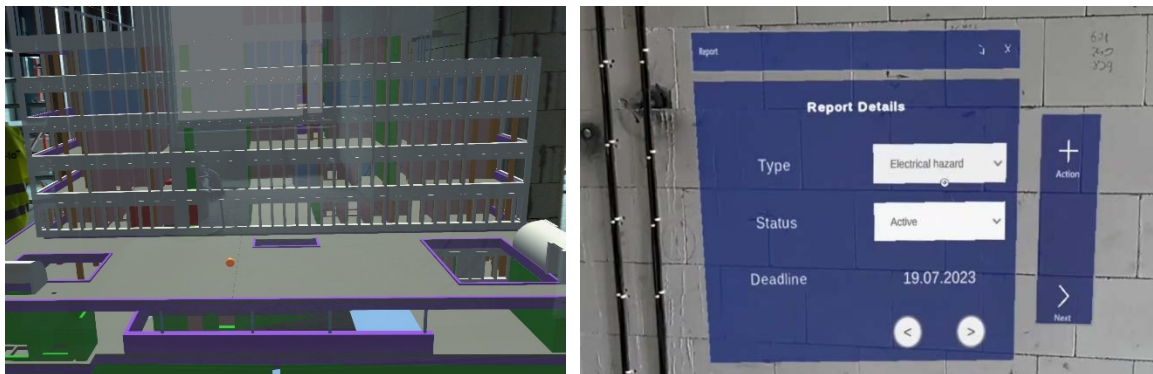 Report
X
Report Details
Type
Electrical hazard
Status
Active
Deadline
19.07.2023
<
>
Action
Next